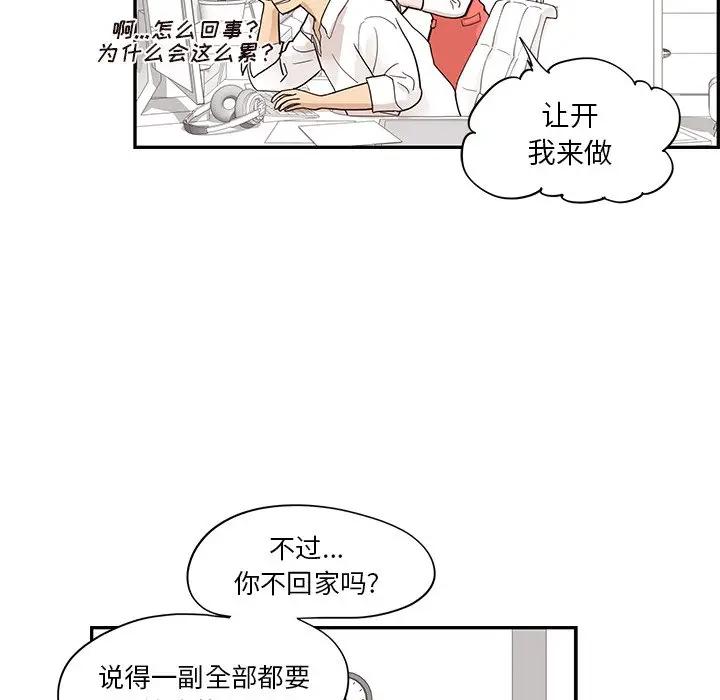 啊...怎么回事?
为什么会这么累?
让开
我来做
不过...
你不回家吗?
说得一副全部都要